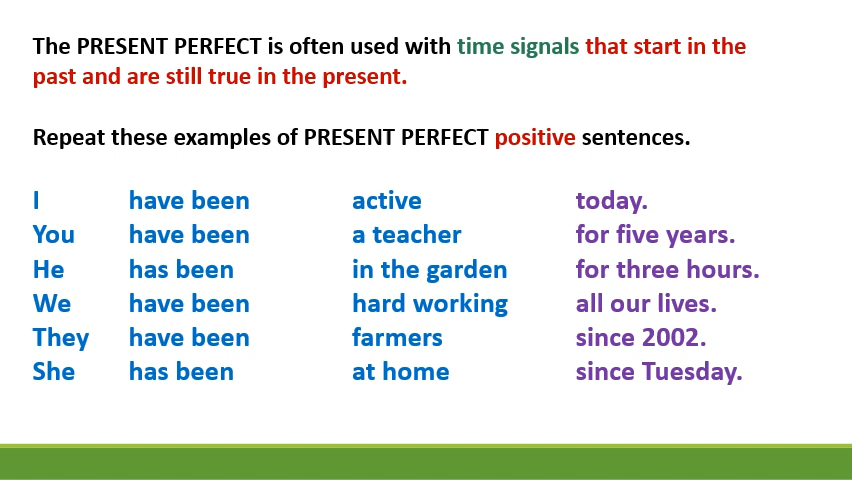 The PRESENT PERFECT is often used with time signals that start in the
past and are still true in the present.
Repeat these examples of PRESENT PERFECT positive sentences.
I have been active today.
You have been a teacher for five years.
He has been in the garden for three hours.
We have been hard working all our lives.
They have been farmers since 2002.
She has been at home since Tuesday.